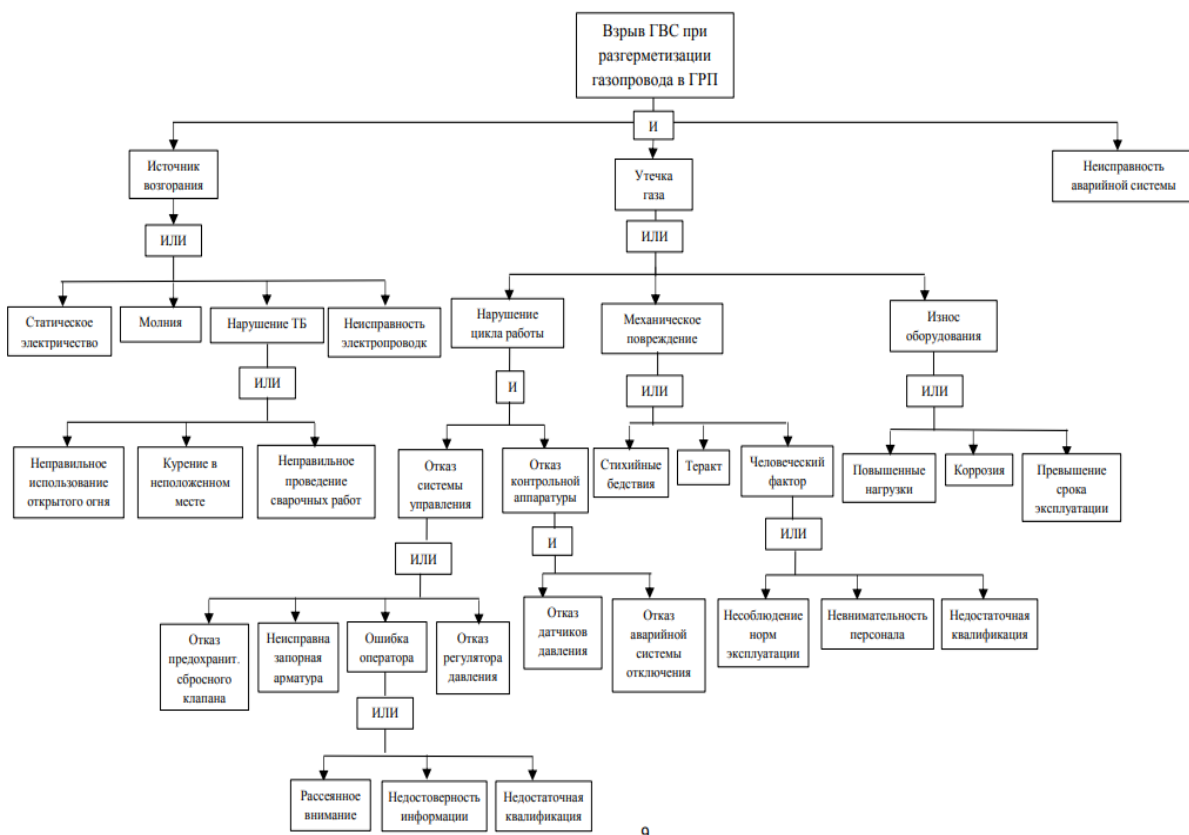 Взрыв ГВС при
разгерметизации
газопровода в ГРП
И
Источник
возгорания
Утечка
газа
Неисправность
аварийной системы
ИЛИ
ИЛИ
Статическое
электричество
Молния
Нарушение ТБ
Неисправность
электропроводк
Нарушение
цикла работы
Механическое
повреждение
Износ
оборудования
ИЛИ
И
ИЛИ
ИЛИ
Неправильное
использование
открытого огня
Курение в
неположенном
месте
Неправильное
проведение
сварочных работ
Отказ
системы
управления
Отказ
контрольной
аппаратуры
Стихийные
бедствия
Теракт
Человеческий
фактор
Повышенные
нагрузки
Коррозия
Превышение
срока
эксплуатации
ИЛИ
И
ИЛИ
Отказ
предохранит.
сбросного
клапана
Неисправна
запорная
арматура
Ошибка
оператора
Отказ
регулятора
давления
Отказ
датчиков
давления
Отказ
аварийной
системы
отключения
Несоблюдение
норм
эксплуатации
Невнимательность
персонала
Недостаточная
квалификация
ИЛИ
Рассеянное
внимание
Недостоверность
информации
Недостаточная
квалификация
9